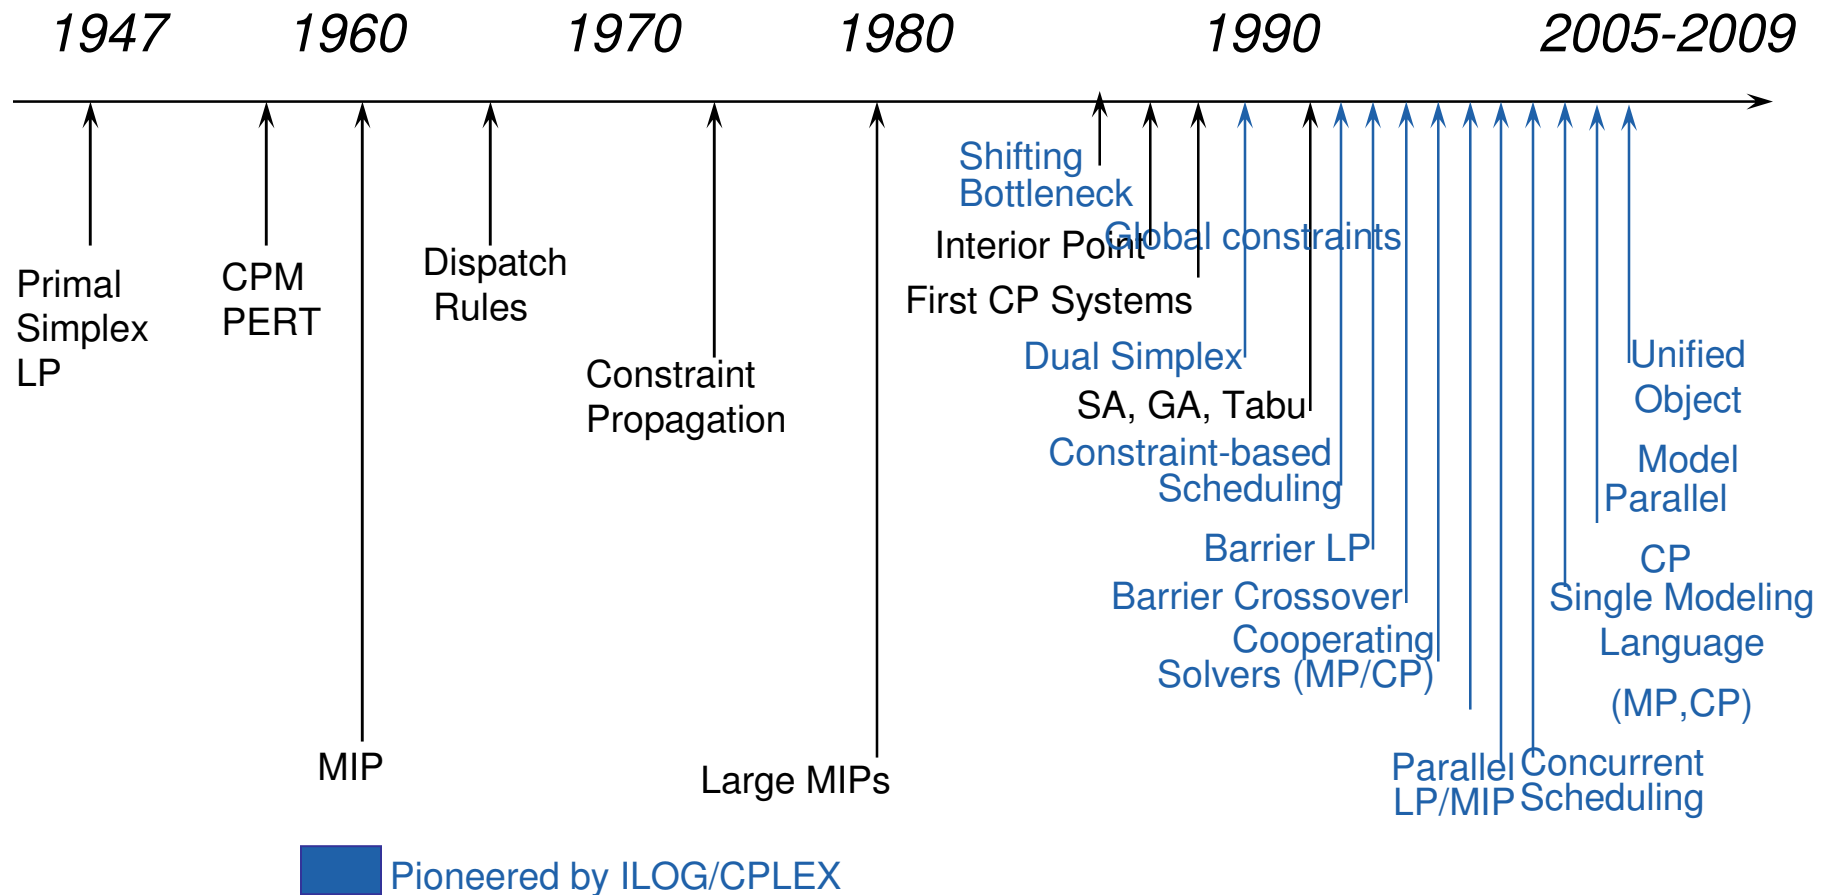 1947 1960 1970 1980 1990 2005-2009
Primal
Simplex
LP
CPM
PERT
MIP
Dispatch
Rules
Constraint
Propagation
Large MIPs
Shifting
Bottleneck
Interior Point
Global constraints
First CP Systems
Dual Simplex
SA, GA, Tabu
Constraint-based
Scheduling
Barrier LP
Barrier Crossover
Cooperating
Solvers (MP/CP)
Parallel
LP/MIP
Concurrent
Scheduling
Single Modeling
Language
(MP,CP)
Parallel
CP
Unified
Object
Model
Pioneered by ILOG/CPLEX